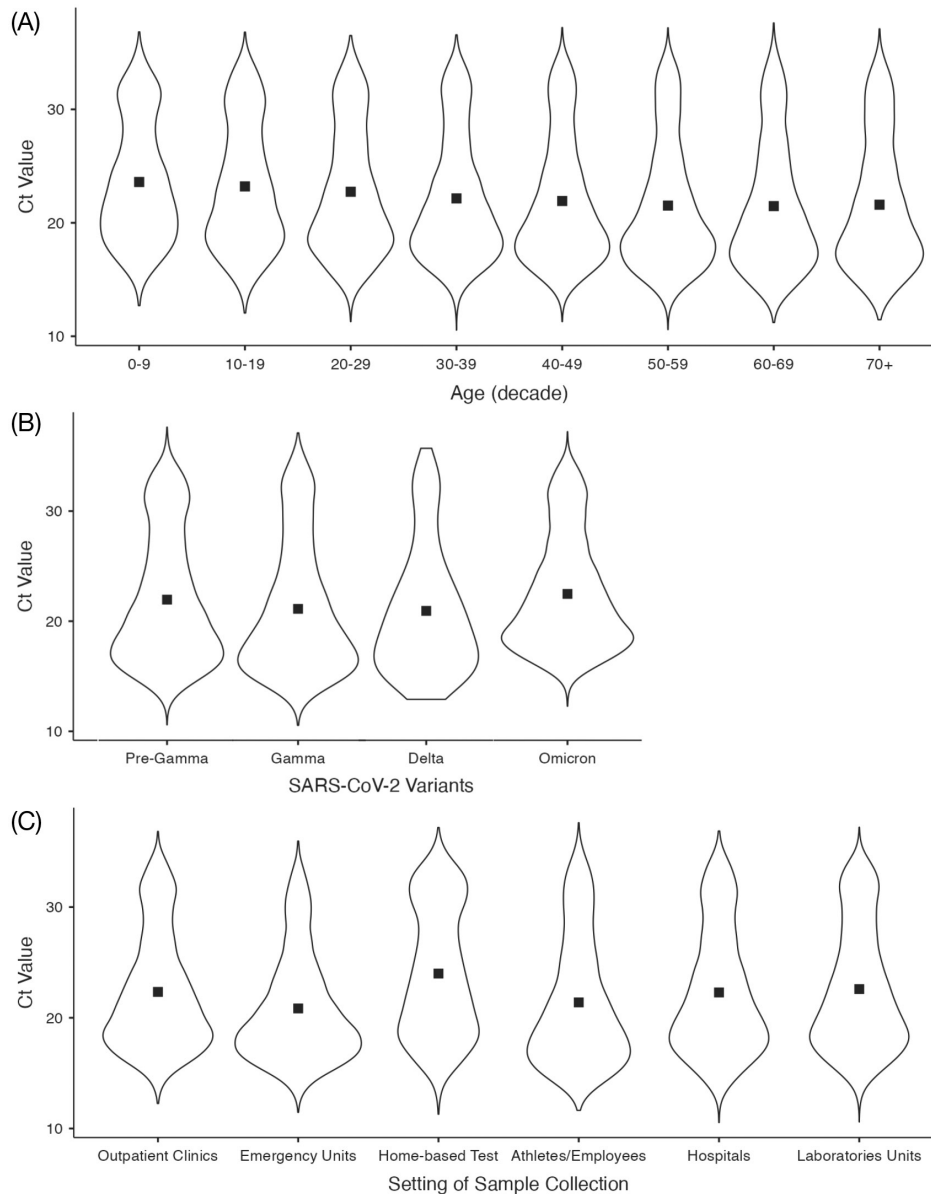 (A)
Ct Value
30
20
10
0-9 10-19 20-29 30-39 40-49 50-59 60-69 70+
Age (decade)
(B)
Ct Value
30
20
10
Pre-Gamma Gamma Delta Omicron
SARS-CoV-2 Variants
(C)
Ct Value
30
20
10
Outpatient Clinics Emergency Units Home-based Test Athletes/Employees Hospitals Laboratories Units
Setting of Sample Collection